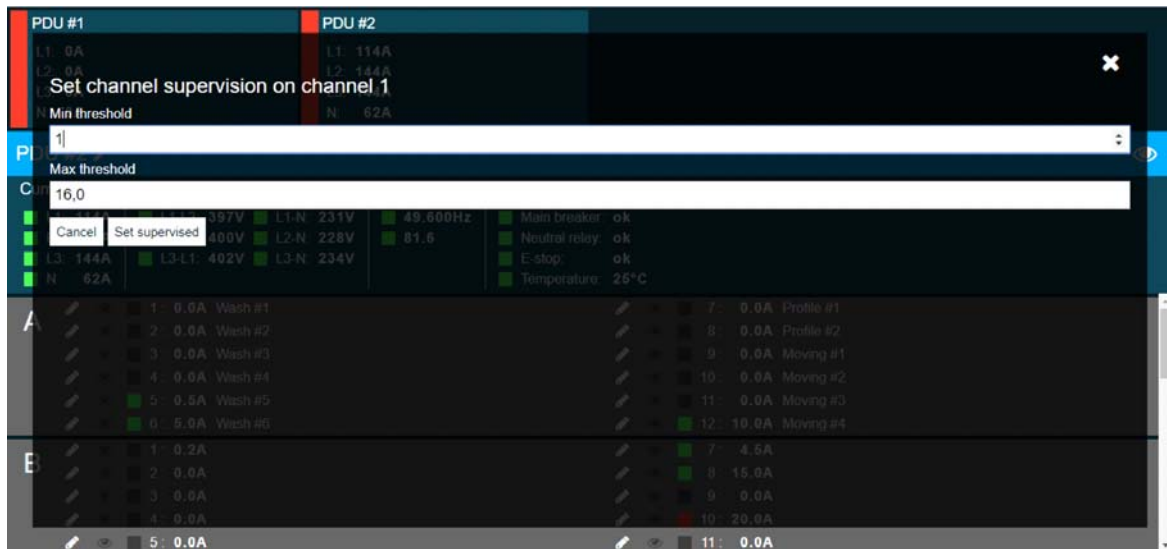 PDU #1 PDU #2
L1: 0A L1: 114A
L2: 0A L2: 144A
Set channel supervision on channel 1
N N: 62A
Min threshold
1
PD
Max threshold
16,0
397V L1-N: 231V 49.600Hz Main breaker: ok
Cancel Set supervised 400V L2-N: 228V 81.6 Neutral relay: ok
L3: 144A L3-L1: 402V L3-N: 234V E-stop: ok
N: 62A Temperature: 25°C
A
1: 0.0A Wash #1 7: 0.0A Profile #1
2: 0.0A Wash #2 8: 0.0A Profile #2
3: 0.0A Wash #3 9: 0.0A Moving #1
4: 0.0A Wash #4 10: 0.0A Moving #2
5: 0.5A Wash #5 11: 0.0A Moving #3
6: 5.0A Wash #6 12: 10.0A Moving #4
B
1: 0.2A 7: 4.5A
2: 0.0A 8: 15.0A
3: 0.0A 9: 0.0A
4: 0.0A 10: 20.0A
5: 0.0A 11: 0.0A